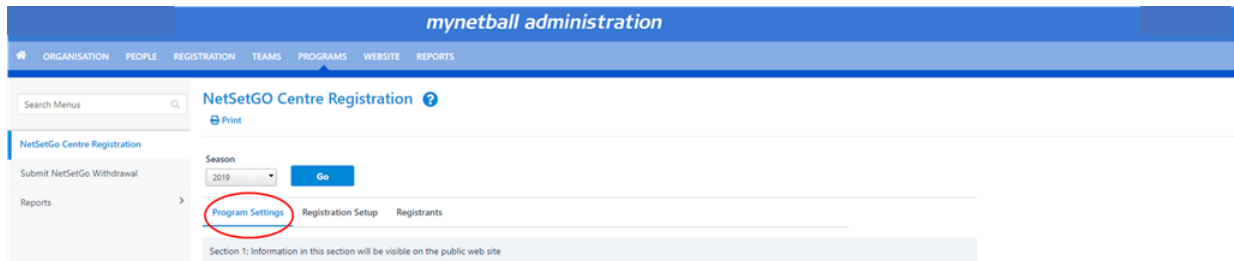 mynetball administration
ORGANISATION PEOPLE REGISTRATION TEAMS PROGRAMS WEBSITE REPORTS
Search Menus
NetSetGo Centre Registration
Submit NetSetGo Withdrawal
Reports
NetSetGO Centre Registration ?
Print
Season
2019 Go
Program Settings Registration Setup Registrants
Section 1: Information in this section will be visible on the public web site